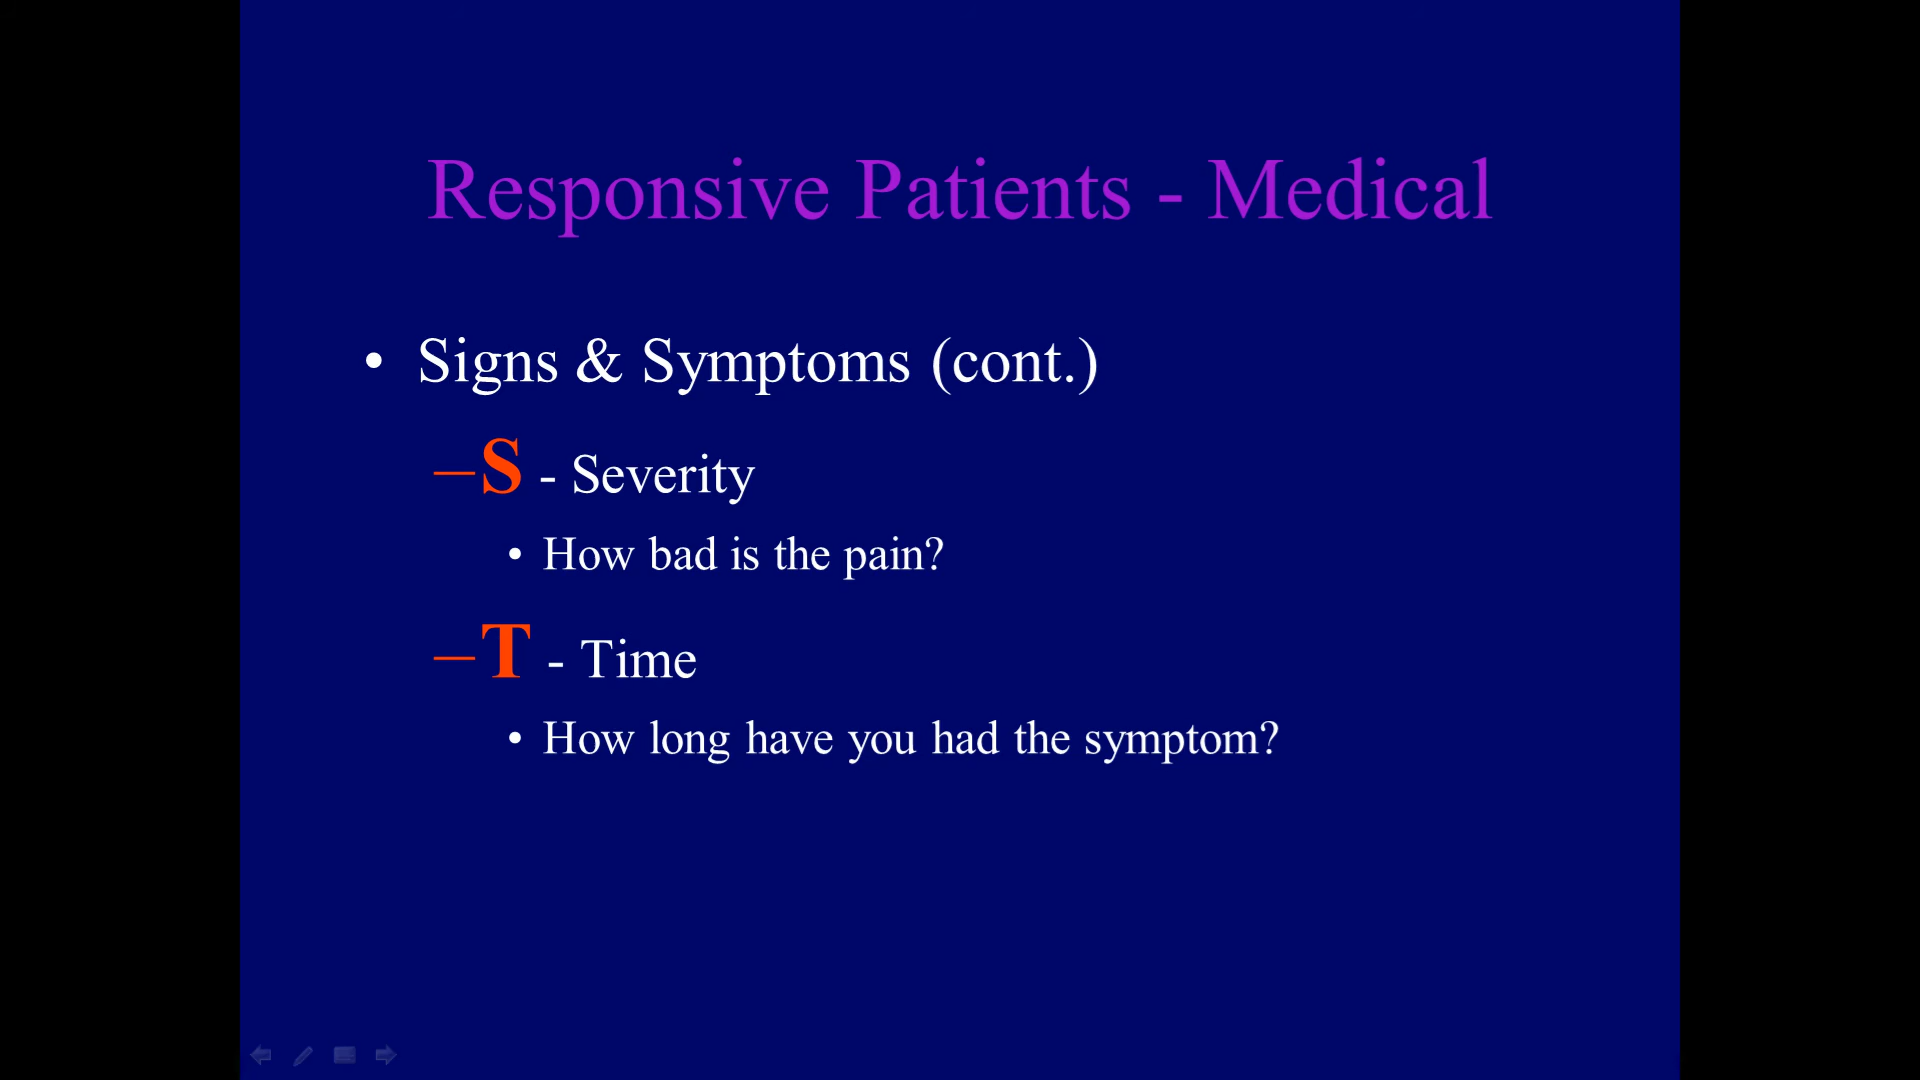 Responsive Patients - Medical
• Signs & Symptoms (cont.)
–S - Severity
• How bad is the pain?
–T - Time
• How long have you had the symptom?